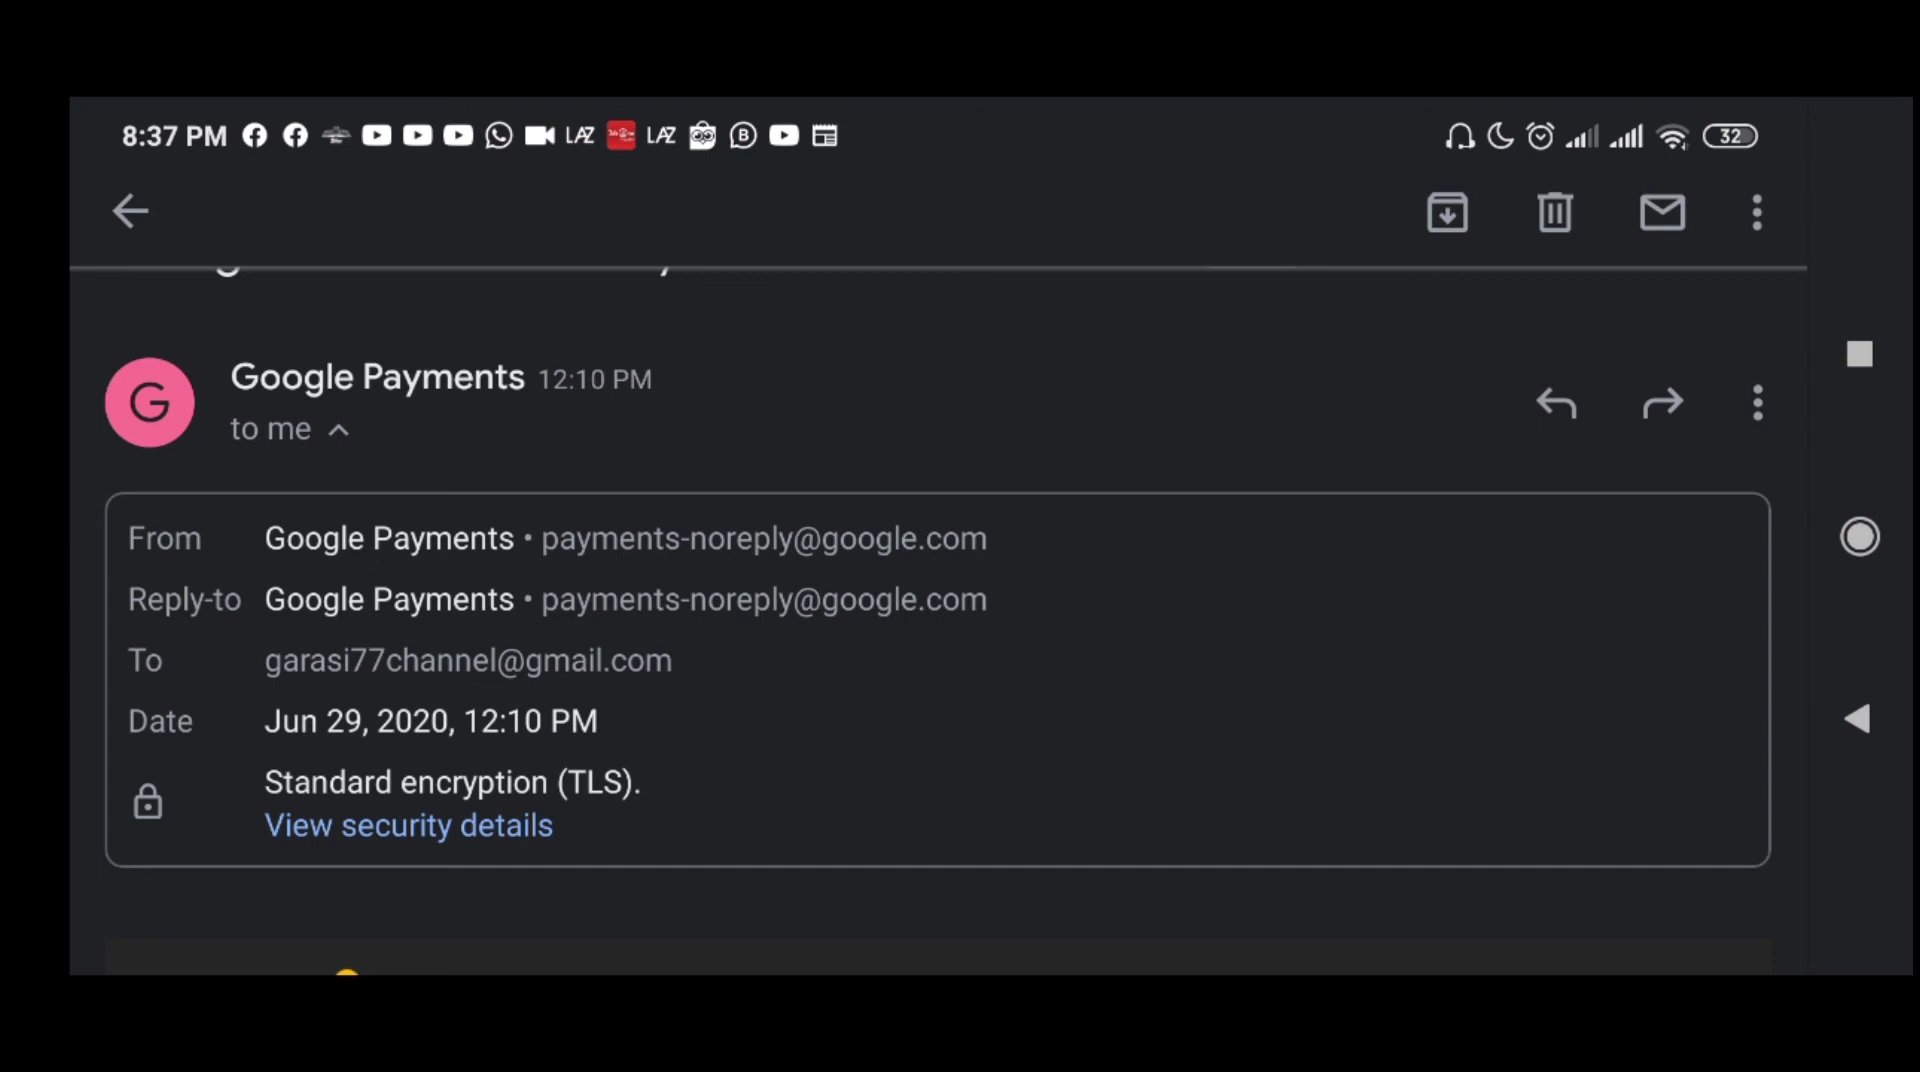 8:37 PM LAZ LAZ 32
Google Payments 12:10 PM
G
to me
From Google Payments • payments-noreply@google.com
Reply-to Google Payments • payments-noreply@google.com
To garasi77channel@gmail.com
Date Jun 29, 2020, 12:10 PM
Standard encryption (TLS).
View security details